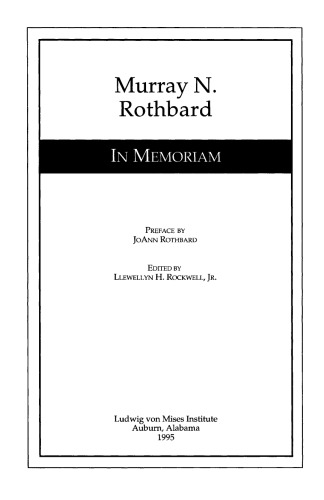 Murray N.
Rothbard
In Memoriam
Preface by
JoAnn Rothbard
Edited by
Llewellyn H. Rockwell, Jr.
Ludwig von Mises Institute
Auburn, Alabama
1995